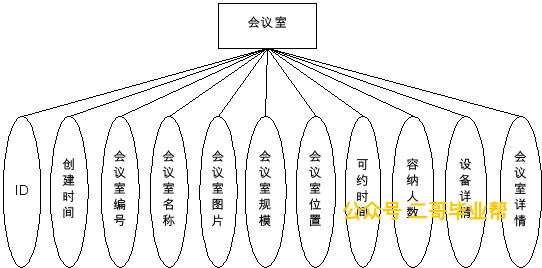 会议室
ID
创建时间
会议室编号
会议室名称
会议室图片
会议室规模
会议室位置
可约时间
容纳人数
设备详情
会议室详情
公众号 二哥毕业帮